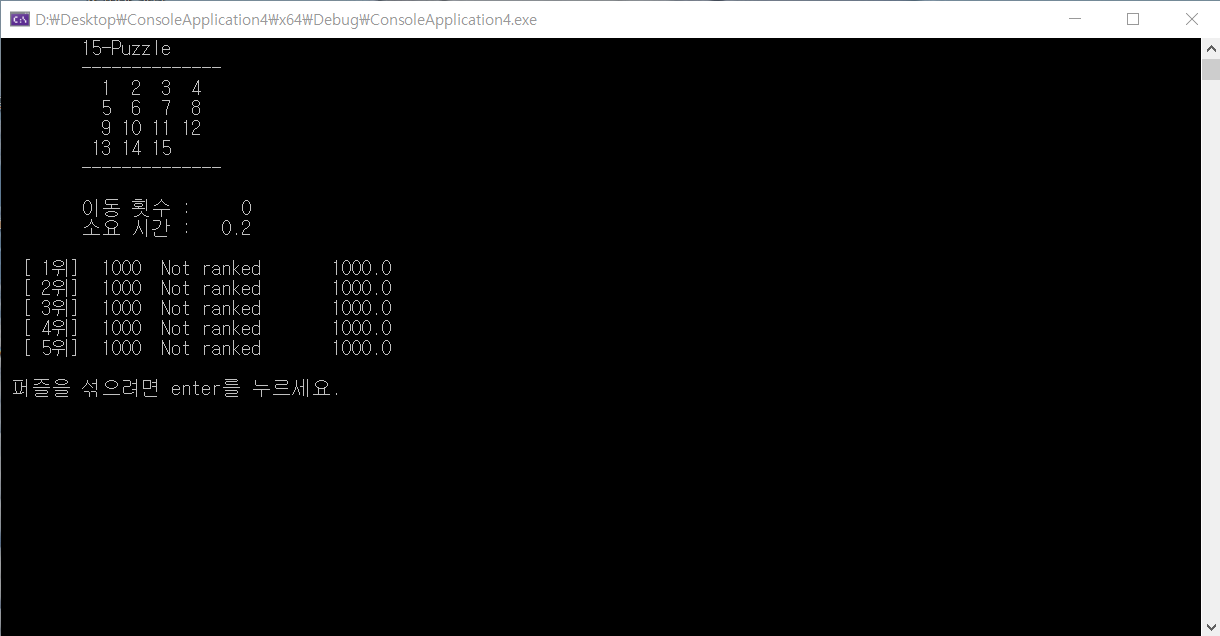 D:₩Desktop₩ConsoleApplication4₩x64₩Debug₩ConsoleApplication4.exe
15-Puzzle
--------------
1 2 3 4
5 6 7 8
9 10 11 12
13 14 15
--------------
이동 횟수 : 0
소요 시간 : 0.2
[ 1위] 1000 Not ranked 1000.0
[ 2위] 1000 Not ranked 1000.0
[ 3위] 1000 Not ranked 1000.0
[ 4위] 1000 Not ranked 1000.0
[ 5위] 1000 Not ranked 1000.0
퍼즐을 섞으려면 enter를 누르세요.